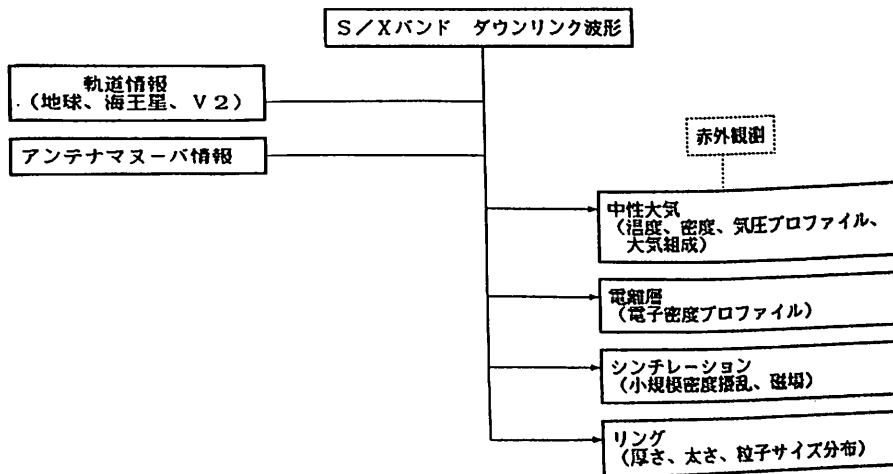 S／Xバンド　ダウンリンク波形
軌道情報
（地球、海王星、V２）
アンテナマヌーバ情報
赤外観測
中性大気
（温度、密度、気圧プロファイル、
大気組成）
電離層
（電子密度プロファイル）
シンチレーション
（小規模密度擾乱、磁場）
リング
（厚さ、太さ、粒子サイズ分布）